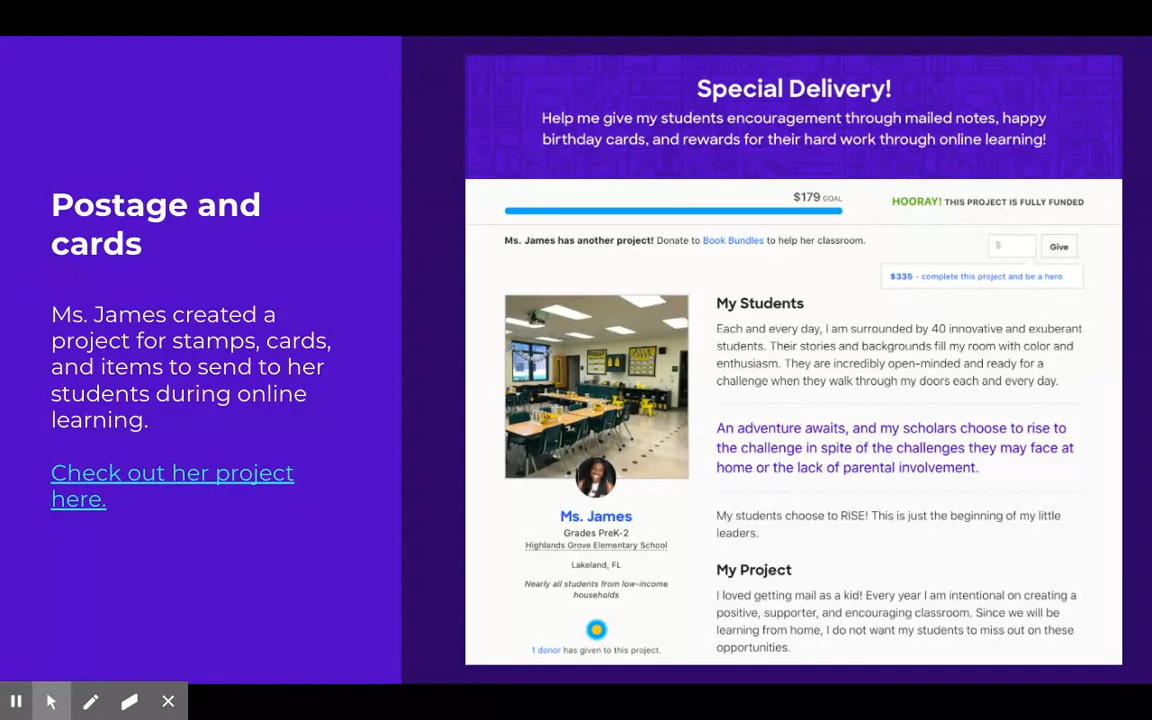 Postage and
cards
Ms. James created a
project for stamps, cards,
and items to send to her
students during online
learning.
Check out her project
here.
Special Delivery!
Help me give my students encouragement through mailed notes, happy
birthday cards, and rewards for their hard work through online learning!
$179 GOAL
HOORAY! THIS PROJECT IS FULLY FUNDED
Ms. James has another project! Donate to Book Bundles to help her classroom.
$
Give
$335 - complete this project and be a hero
Ms. James
Grades PreK-2
Highlands Grove Elementary School
Lakeland, FL
Nearly all students from low-income
households
1 donor has given to this project.
My Students
Each and every day, I am surrounded by 40 innovative and exuberant
students. Their stories and backgrounds fill my room with color and
enthusiasm. They are incredibly open-minded and ready for a
challenge when they walk through my doors each and every day.
An adventure awaits, and my scholars choose to rise to
the challenge in spite of the challenges they may face at
home or the lack of parental involvement.
My students choose to RISE! This is just the beginning of my little
leaders.
My Project
I loved getting mail as a kid! Every year I am intentional on creating a
positive, supporter, and encouraging classroom. Since we will be
learning from home, I do not want my students to miss out on these
opportunities.